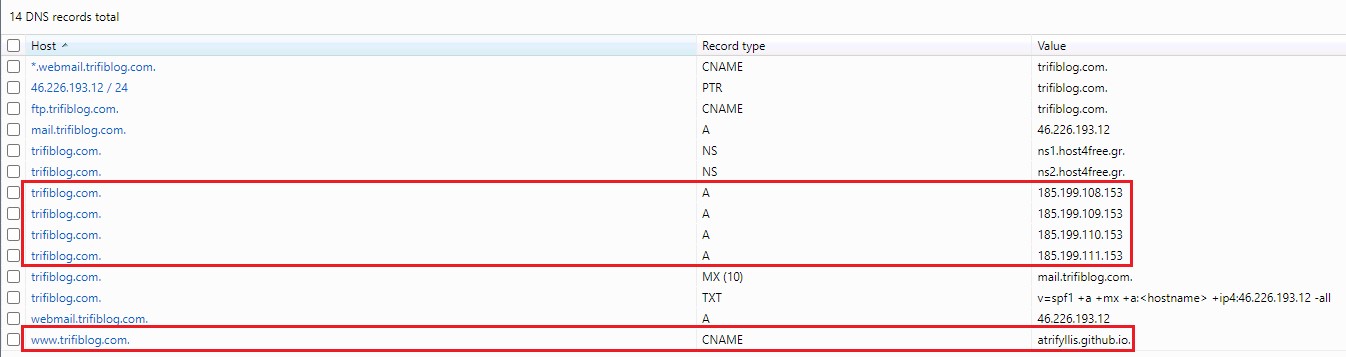 14 DNS records total
Host Record type Value
*.webmail.trifiblog.com. CNAME trifiblog.com.
46.226.193.12 / 24 PTR trifiblog.com.
ftp.trifiblog.com. CNAME trifiblog.com.
mail.trifiblog.com. A 46.226.193.12
trifiblog.com. NS ns1.host4free.gr.
trifiblog.com. NS ns2.host4free.gr.
trifiblog.com. A 185.199.108.153
trifiblog.com. A 185.199.109.153
trifiblog.com. A 185.199.110.153
trifiblog.com. A 185.199.111.153
trifiblog.com. MX (10) mail.trifiblog.com.
trifiblog.com. TXT v=spf1 +a +mx +a:<hostname> +ip4:46.226.193.12 -all
webmail.trifiblog.com. A 46.226.193.12
www.trifiblog.com. CNAME atrifyllis.github.io.